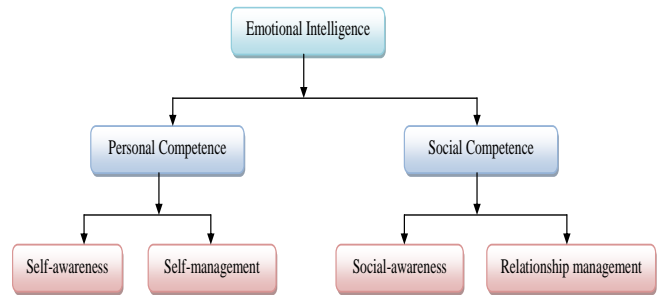 Emotional Intelligence
Personal Competence
Social Competence
Self-awareness
Self-management
Social-awareness
Relationship management